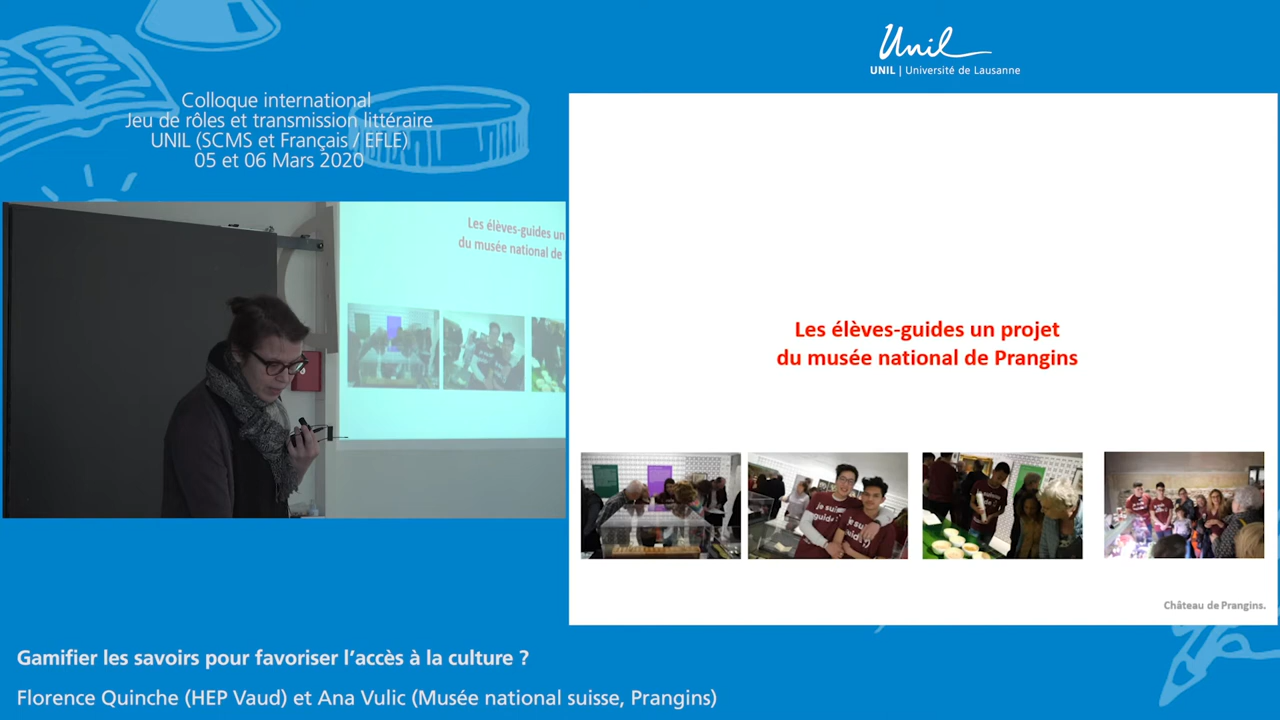 Unil
UNIL | Université de Lausanne
Colloque international
Jeu de rôles et transmission littéraire
UNIL (SCMS et Français / EFLE)
05 et 06 Mars 2020
Les élèves-guides un
du musée national de
Les élèves-guides un projet
du musée national de Prangins
je suis
guide :)
Château de Prangins.
Gamifier les savoirs pour favoriser l'accès à la culture ?
Florence Quinche (HEP Vaud) et Ana Vulic (Musée national suisse, Prangins)